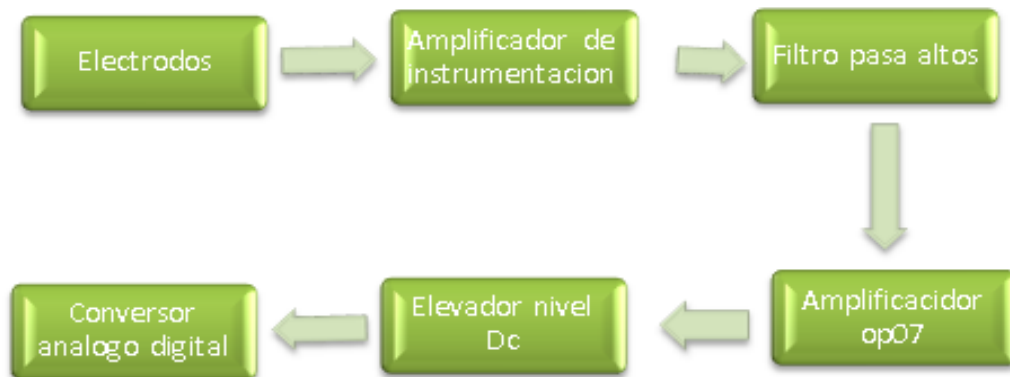 Electrodos
Amplificador de
instrumentacion
Filtro pasa altos
Amplificacidor
op07
Elevador nivel
Dc
Conversor
analogo digital